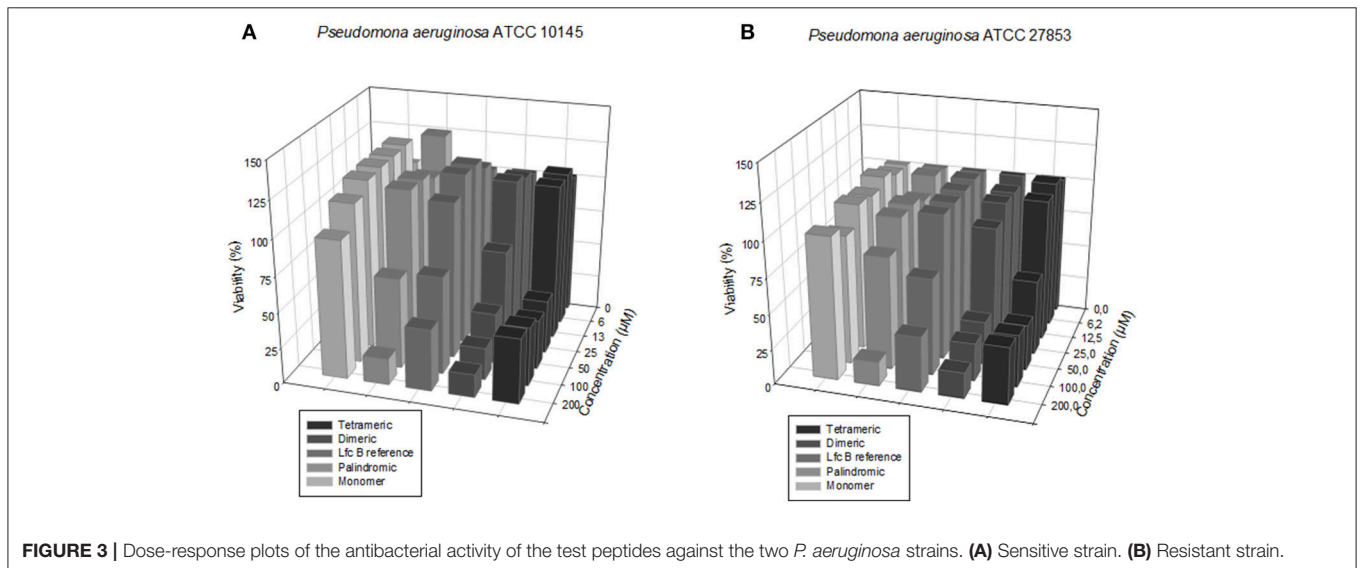 A
Pseudomona aeruginosa ATCC 10145
Viability (%)
150
125
100
75
50
25
0
0
6
13
25
50
100
200
Concentration (µM)
Tetrameric
Dimeric
Lfc B reference
Palindromic
Monomer
B
Pseudomona aeruginosa ATCC 27853
Viability (%)
150
125
100
75
50
25
0
0,0
6,2
12,5
25,0
50,0
100,0
200,0
Concentration (µM)
Tetrameric
Dimeric
Lfc B reference
Palindromic
Monomer
FIGURE 3 | Dose-response plots of the antibacterial activity of the test peptides against the two P. aeruginosa strains. (A) Sensitive strain. (B) Resistant strain.